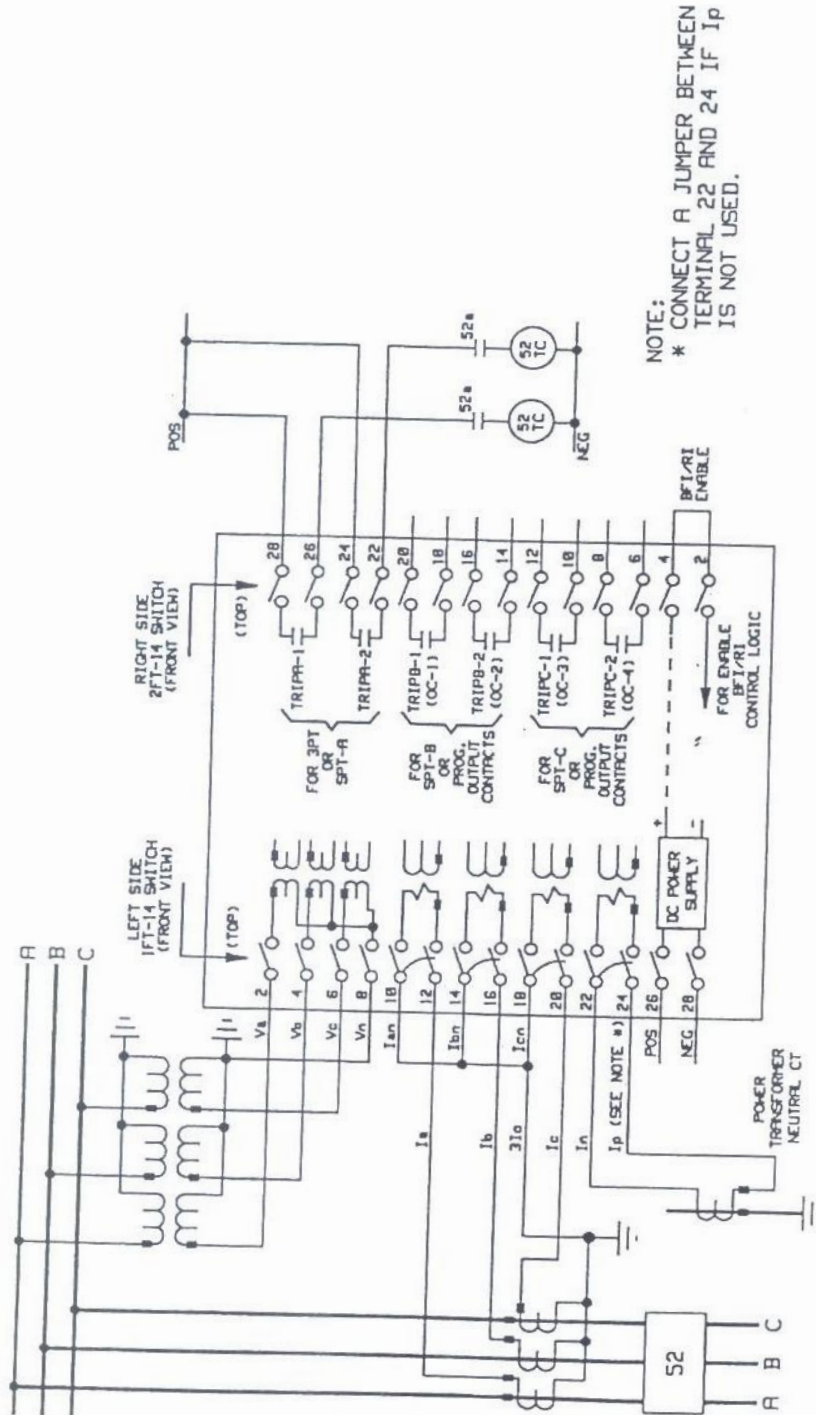 A
B
C
LEFT SIDE
1FT-14 SWITCH
(FRONT VIEW)
(TOP)
RIGHT SIDE
2FT-14 SWITCH
(FRONT VIEW)
(TOP)
Va
2
Vb
4
Vc
6
Vn
8
Ian
10
Ia
12
Ibn
14
Ib
16
3Io
Icn
18
Ic
20
In
22
Ip (SEE NOTE *)
24
POS
26
NEG
28
POWER
TRANSFORMER
NEUTRAL CT
52
A
B
C
DC POWER
SUPPLY
+
-
FOR 3PT
OR
SPT-A
TRIPA-1
TRIPA-2
FOR
SPT-B
OR
PROG.
OUTPUT
CONTACTS
TRIPB-1
(OC-1)
TRIPB-2
(OC-2)
FOR
SPT-C
OR
PROG.
OUTPUT
CONTACTS
TRIPC-1
(OC-3)
TRIPC-2
(OC-4)
FOR ENABLE
BFI/RI
CONTROL LOGIC
28
26
24
22
20
18
16
14
12
10
8
6
4
2
BFI/RI
ENABLE
POS
52a
52a
52
TC
52
TC
NEG
NOTE:
* CONNECT A JUMPER BETWEEN
TERMINAL 22 AND 24 IF Ip
IS NOT USED.